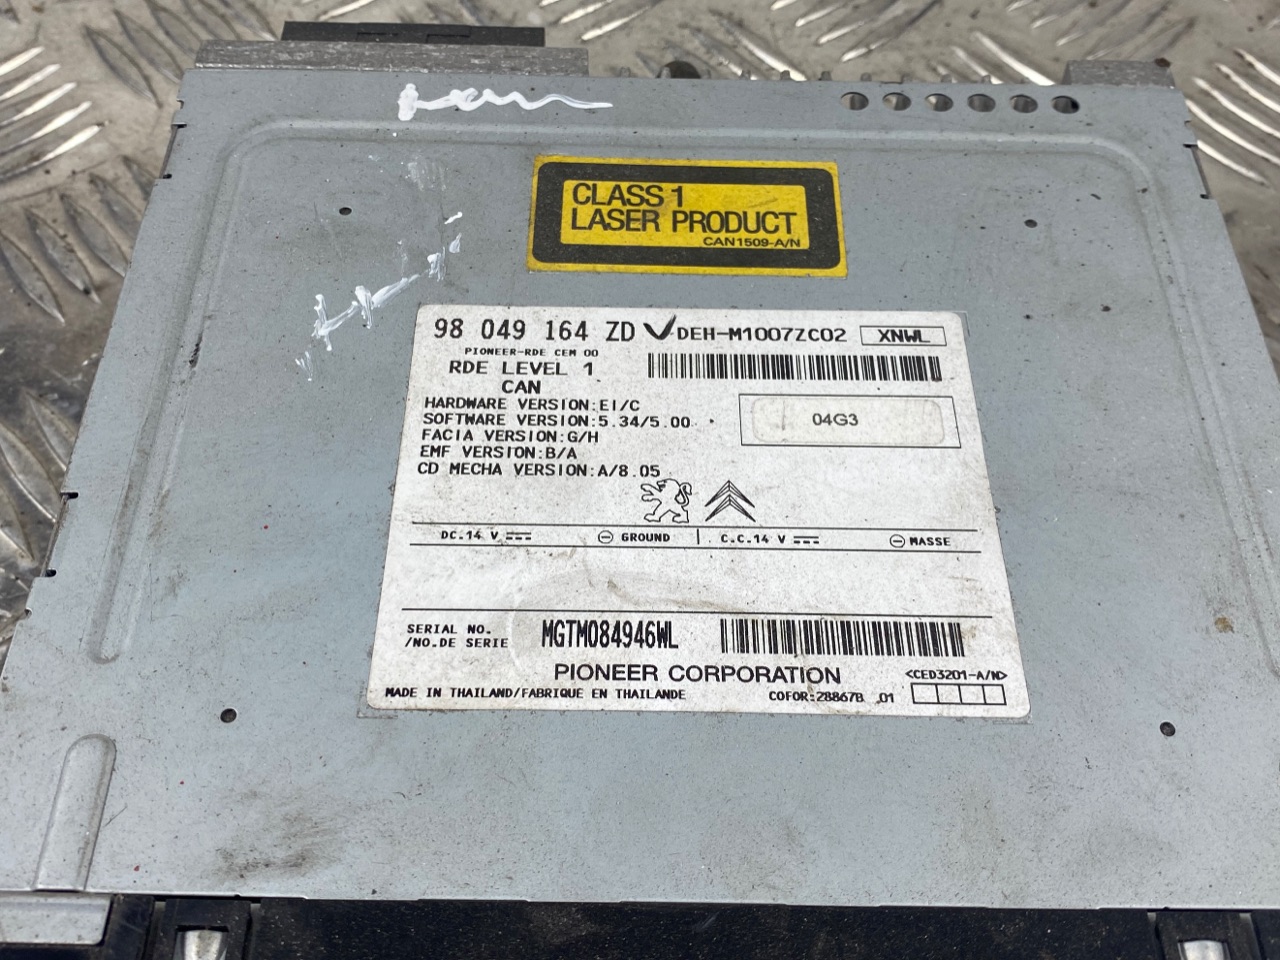 CLASS 1
LASER PRODUCT
CAN1509-A/N
98 049 164 ZD DEH-M1007ZC02 XNWL
PIONEER-RDE CEM 00
RDE LEVEL 1
CAN
HARDWARE VERSION:EI/C
SOFTWARE VERSION:5.34/5.00
04G3
FACIA VERSION:G/H
EMF VERSION:B/A
CD MECHA VERSION:A/8.05
DC.14 V GROUND C.C.14 V MASSE
SERIAL NO. MGTM084946WL
/NO.DE SERIE
PIONEER CORPORATION <CED3201-A/N>
MADE IN THAILAND/FABRIQUE EN THAILANDE COFOR:28867B 01